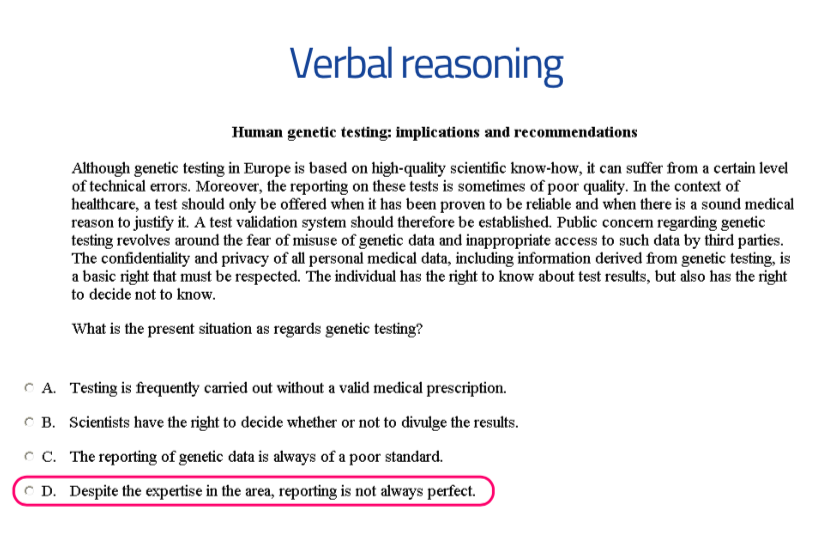 Verbal reasoning
Human genetic testing: implications and recommendations
Although genetic testing in Europe is based on high-quality scientific know-how, it can suffer from a certain level
of technical errors. Moreover, the reporting on these tests is sometimes of poor quality. In the context of
healthcare, a test should only be offered when it has been proven to be reliable and when there is a sound medical
reason to justify it. A test validation system should therefore be established. Public concern regarding genetic
testing revolves around the fear of misuse of genetic data and inappropriate access to such data by third parties.
The confidentiality and privacy of all personal medical data, including information derived from genetic testing, is
a basic right that must be respected. The individual has the right to know about test results, but also has the right
to decide not to know.
What is the present situation as regards genetic testing?
A. Testing is frequently carried out without a valid medical prescription.
B. Scientists have the right to decide whether or not to divulge the results.
C. The reporting of genetic data is always of a poor standard.
D. Despite the expertise in the area, reporting is not always perfect.